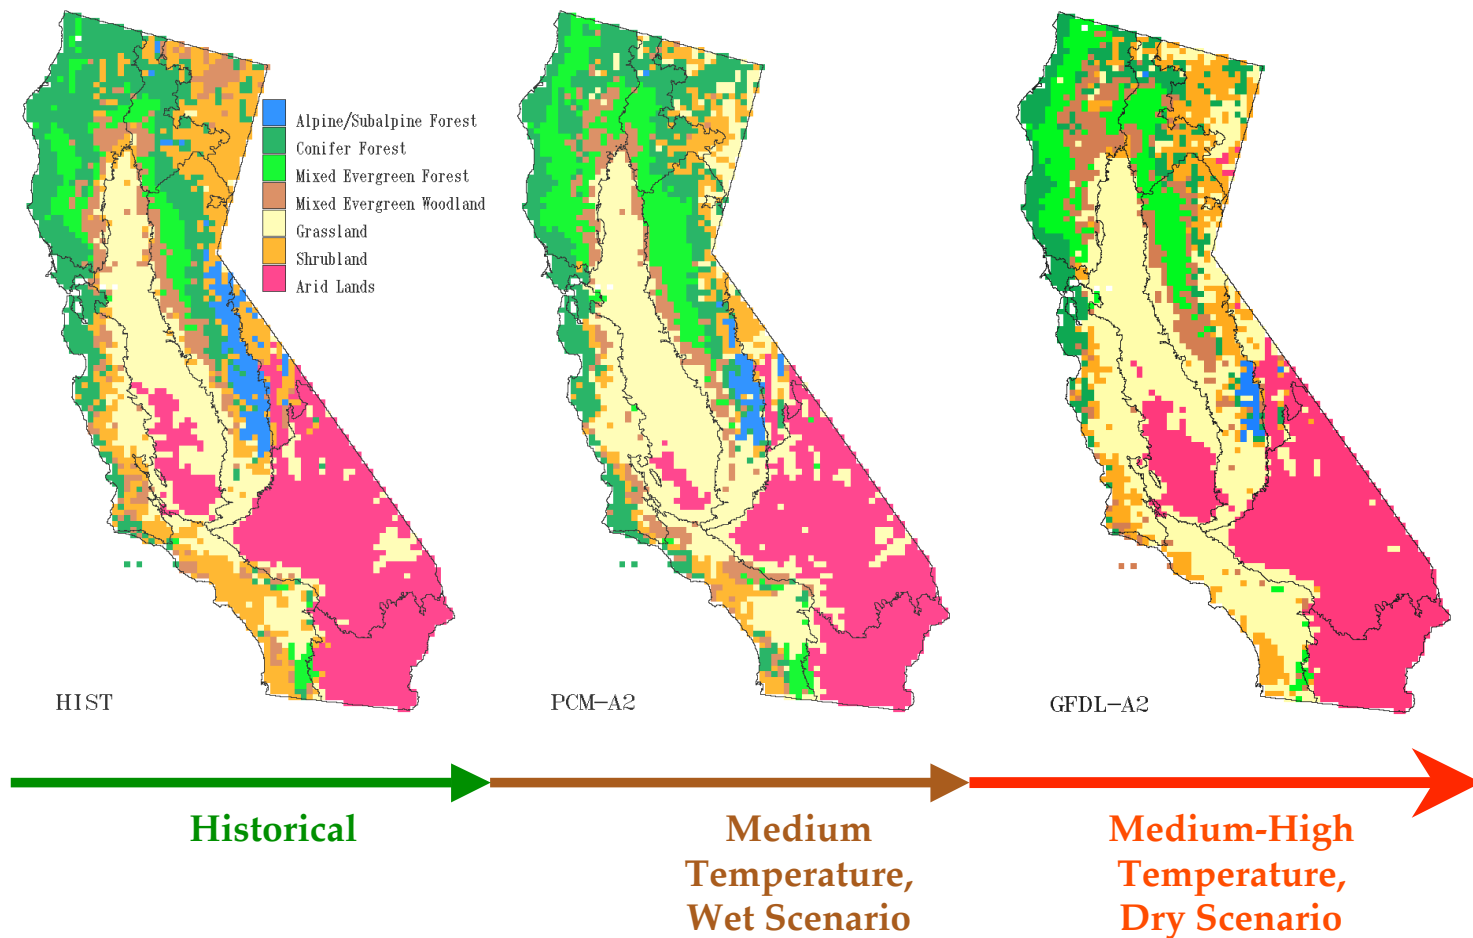 Alpine/Subalpine Forest
Conifer Forest
Mixed Evergreen Forest
Mixed Evergreen Woodland
Grassland
Shrubland
Arid Lands
HIST
PCM-A2
GFDL-A2
Historical
Medium
Temperature,
Wet Scenario
Medium-High
Temperature,
Dry Scenario